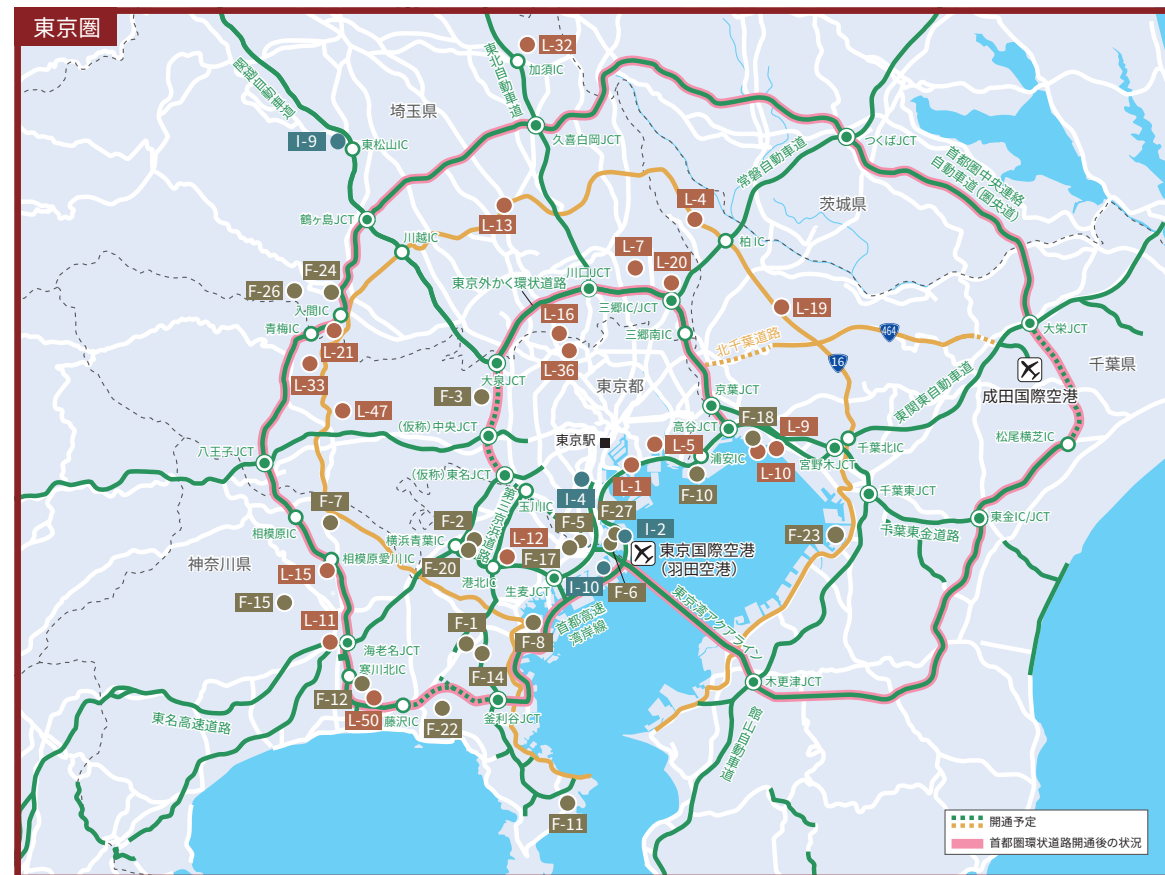 東京圏
L-32
加須IC
東北自動車道
関越自動車道
埼玉県
I-9
東松山IC
久喜白岡JCT
つくばJCT
常磐自動車道
首都圏中央連絡
自動車道(圏央道)
茨城県
鶴ヶ島JCT
L-13
L-4
川越IC
柏IC
L-7
L-20
川口JCT
東京外かく環状道路
三郷IC/JCT
F-24
F-26
入間IC
青梅IC
L-21
L-33
L-16
L-36
三郷南IC
L-19
北千葉道路
464
16
大栄JCT
千葉県
成田国際空港
大泉JCT
東京都
F-3
L-47
京葉JCT
東関東自動車道
(仮称)中央JCT
東京駅
高谷JCT
F-18
L-9
L-5
浦安IC
L-10
千葉北IC
宮野木JCT
松尾横芝IC
八王子JCT
(仮称)東名JCT
L-1
F-10
I-4
玉川IC
千葉東JCT
第三京浜道路
F-7
F-2
F-5
F-27
I-2
F-23
東金IC/JCT
千葉東金道路
相模原IC
横浜青葉IC
L-12
F-17
F-20
東京国際空港
(羽田空港)
神奈川県
相模原愛川IC
港北IC
生麦JCT
I-10
F-6
L-15
F-15
L-11
F-1
F-8
首都高速
湾岸線
東京湾アクアライン
海老名JCT
寒川北IC
F-14
F-12
L-50
藤沢IC
F-22
釜利谷JCT
木更津JCT
東名高速道路
館山自動車道
F-11
開通予定
首都圏環状道路開通後の状況